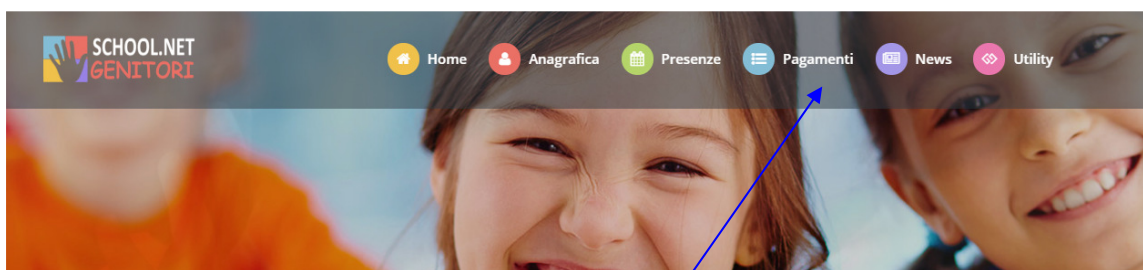 SCHOOL.NET
GENITORI
Home Anagrafica Presenze Pagamenti News Utility